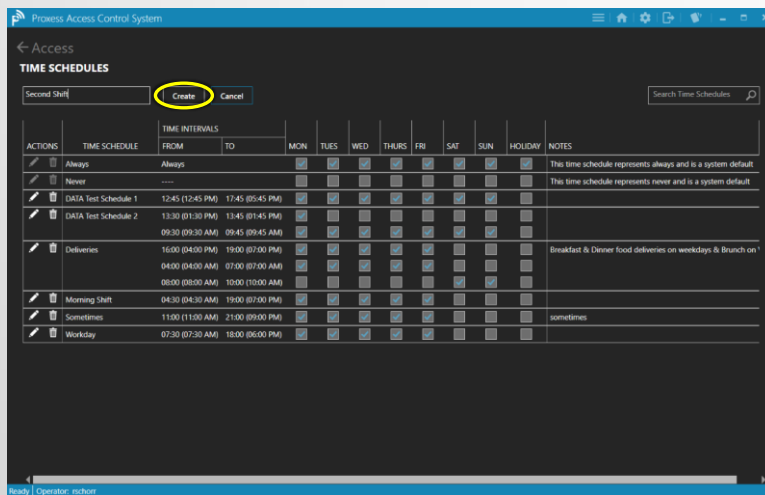 Proxess Access Control System
Access
TIME SCHEDULES
Second Shift Create Cancel Search Time Schedules
TIME INTERVALS
ACTIONS TIME SCHEDULE FROM TO MON TUES WED THURS FRI SAT SUN HOLIDAY NOTES
Always Always This time schedule represents always and is a system default
Never ---- This time schedule represents never and is a system default
DATA Test Schedule 1 12:45 (12:45 PM) 17:45 (05:45 PM)
DATA Test Schedule 2 13:30 (01:30 PM) 13:45 (01:45 PM)
09:30 (09:30 AM) 09:45 (09:45 AM)
Deliveries 16:00 (04:00 PM) 19:00 (07:00 PM) Breakfast & Dinner food deliveries on weekdays & Brunch on
04:00 (04:00 AM) 07:00 (07:00 AM)
08:00 (08:00 AM) 10:00 (10:00 AM)
Morning Shift 04:30 (04:30 AM) 19:00 (07:00 PM)
Sometimes 11:00 (11:00 AM) 21:00 (09:00 PM) sometimes
Workday 07:30 (07:30 AM) 18:00 (06:00 PM)
Ready Operator: rschorr